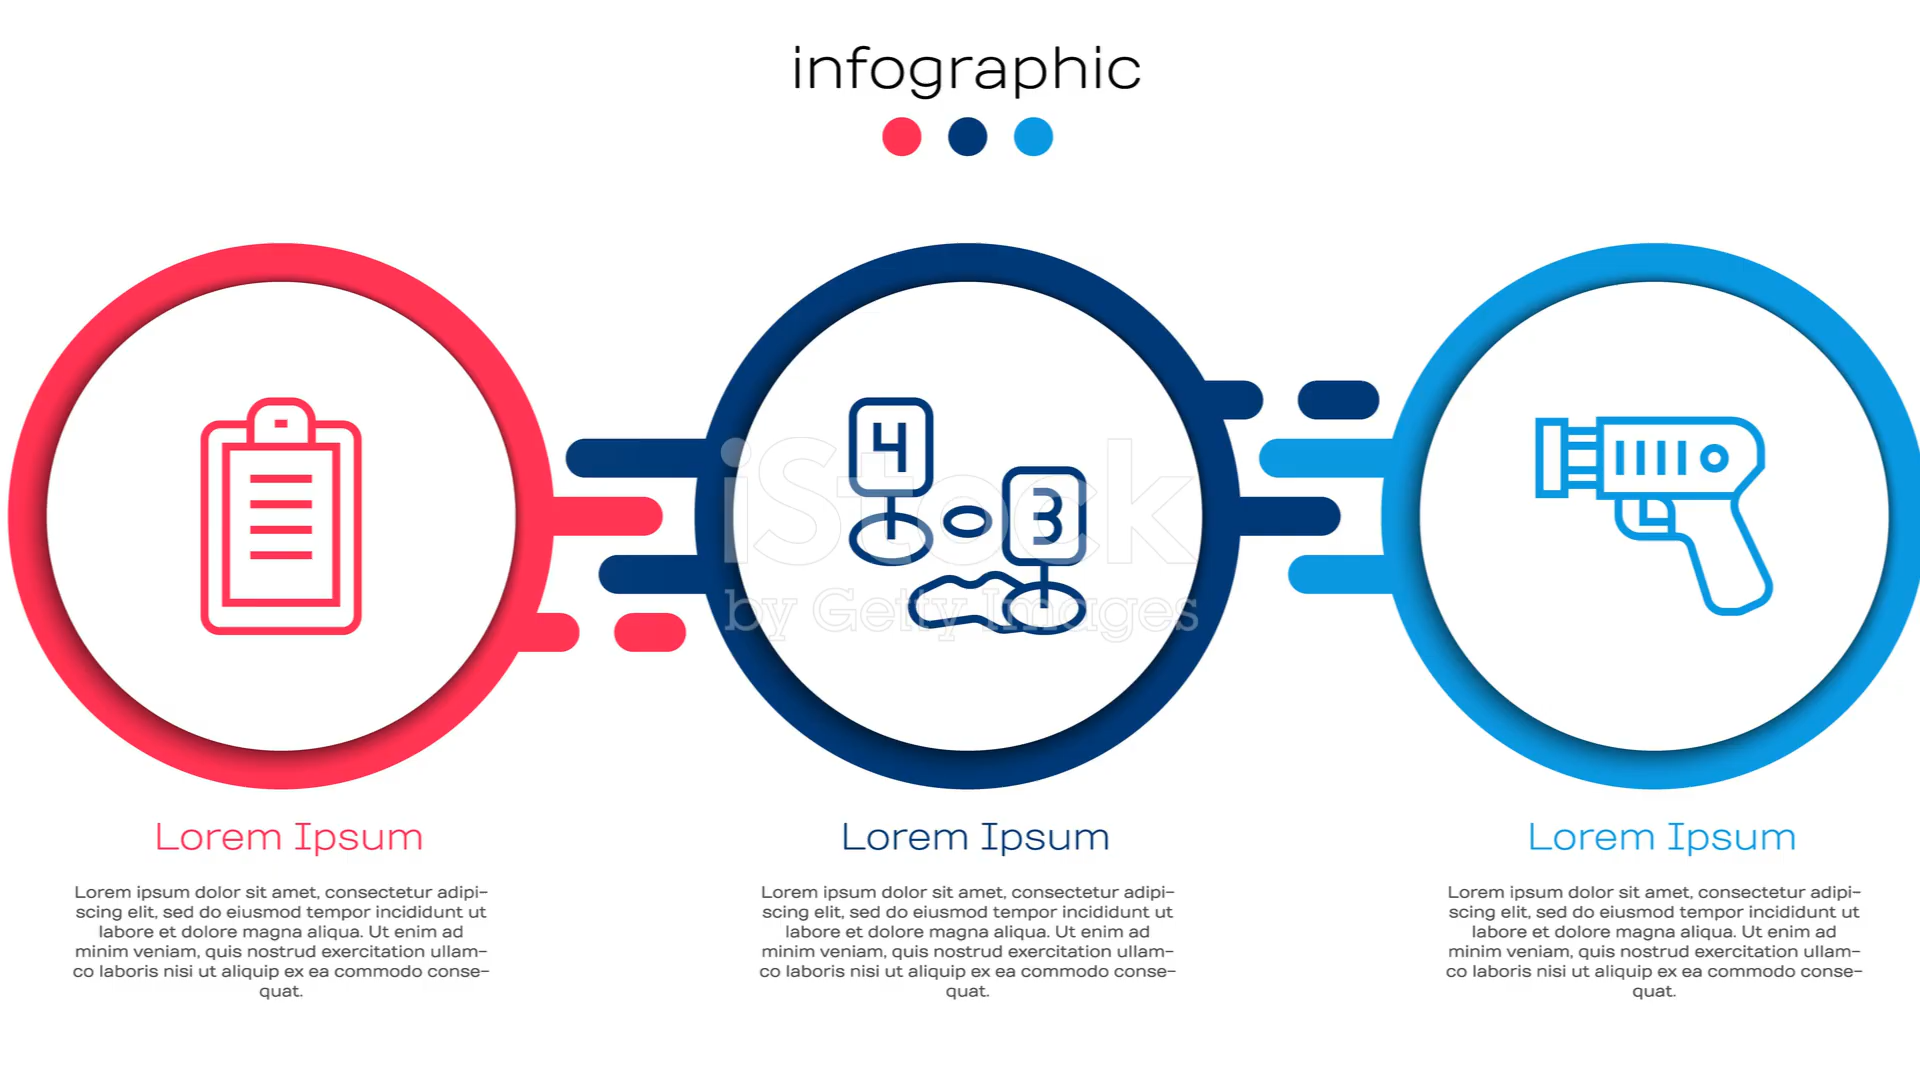 infographic
4
3
iStock
by Getty Images
Lorem Ipsum
Lorem ipsum dolor sit amet, consectetur adipi-
scing elit, sed do eiusmod tempor incididunt ut
labore et dolore magna aliqua. Ut enim ad
minim veniam, quis nostrud exercitation ullam-
co laboris nisi ut aliquip ex ea commodo conse-
quat.
Lorem Ipsum
Lorem ipsum dolor sit amet, consectetur adipi-
scing elit, sed do eiusmod tempor incididunt ut
labore et dolore magna aliqua. Ut enim ad
minim veniam, quis nostrud exercitation ullam-
co laboris nisi ut aliquip ex ea commodo conse-
quat.
Lorem Ipsum
Lorem ipsum dolor sit amet, consectetur adipi-
scing elit, sed do eiusmod tempor incididunt ut
labore et dolore magna aliqua. Ut enim ad
minim veniam, quis nostrud exercitation ullam-
co laboris nisi ut aliquip ex ea commodo conse-
quat.